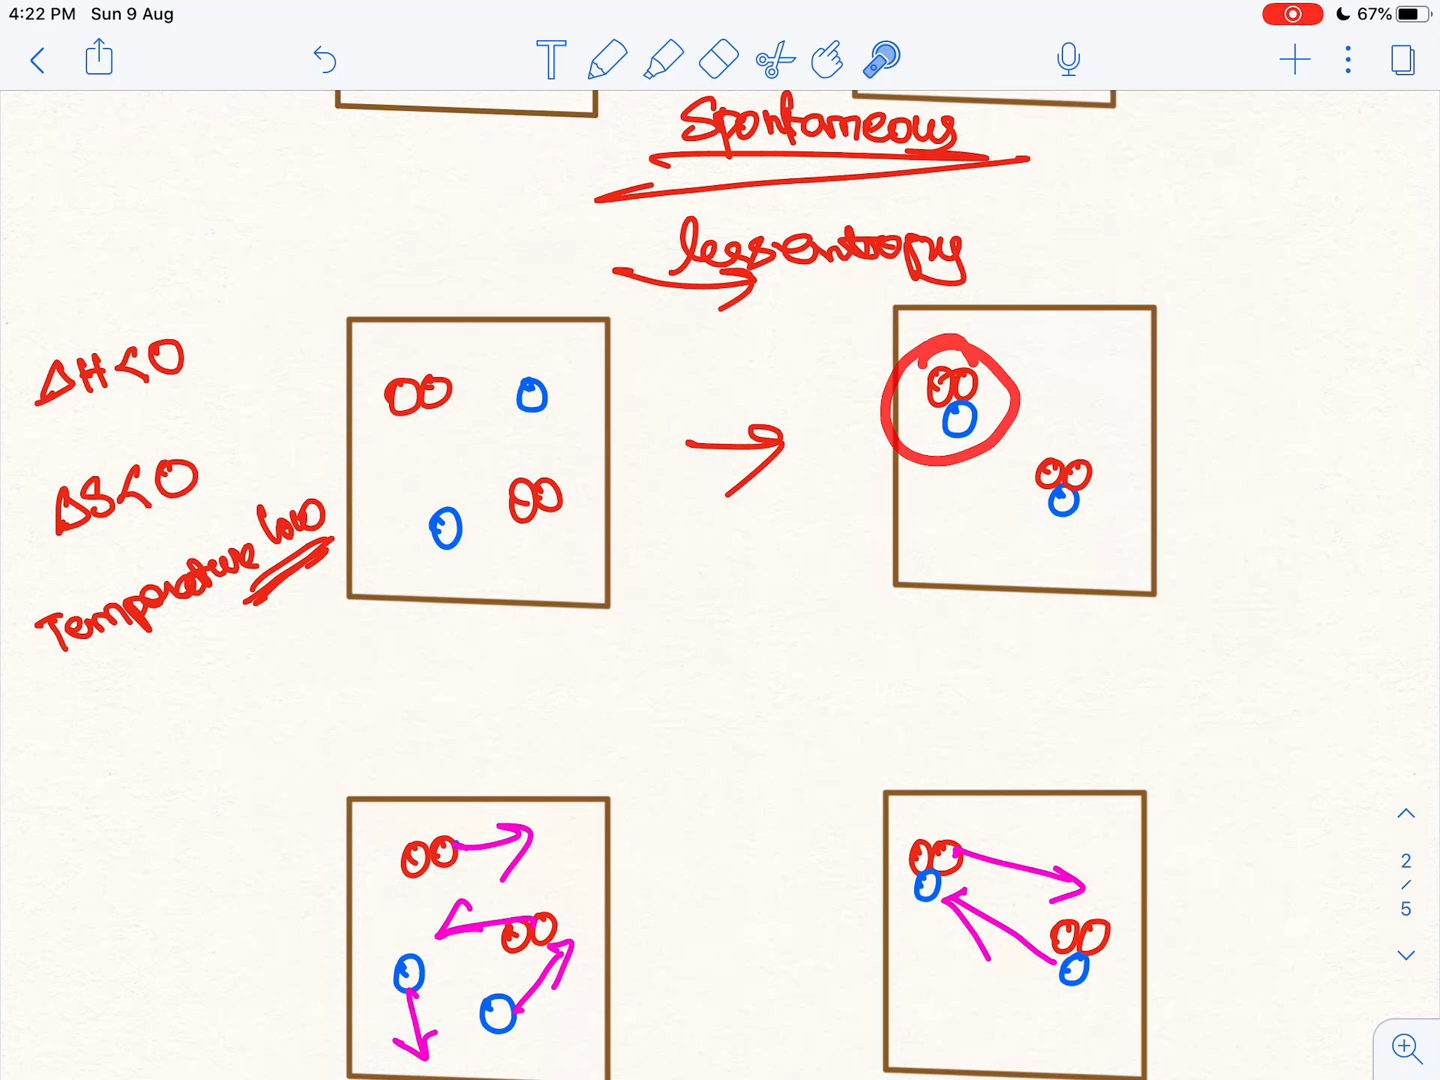 4:22 PM Sun 9 Aug
67%
T
Spontaneous
less entropy
ΔH<0
ΔS<0
Temperature low
2
/
5